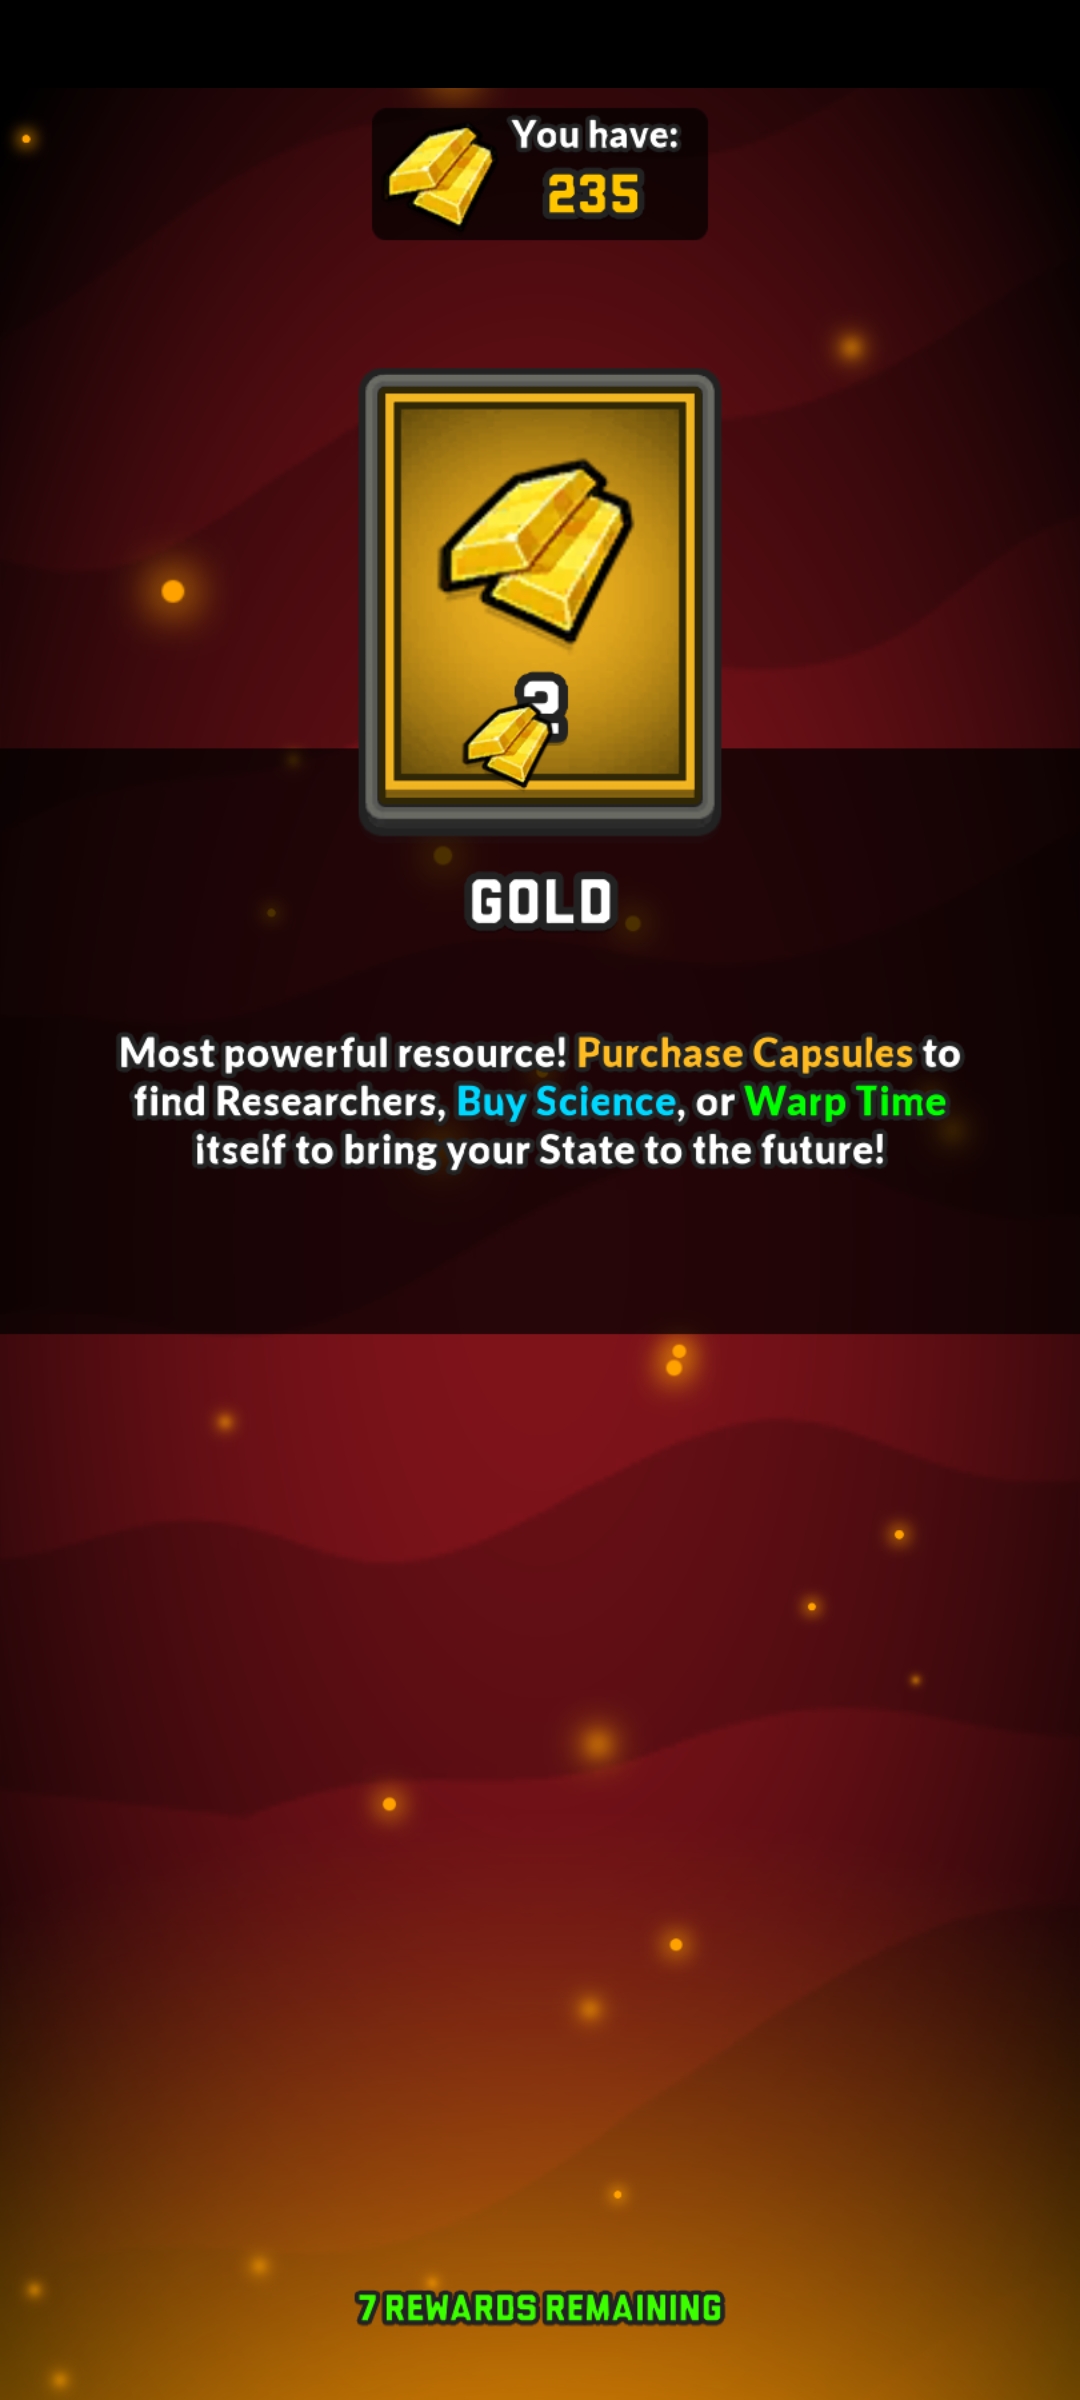 You have:
235
GOLD
Most powerful resource! Purchase Capsules to
find Researchers, Buy Science, or Warp Time
itself to bring your State to the future!
7 REWARDS REMAINING